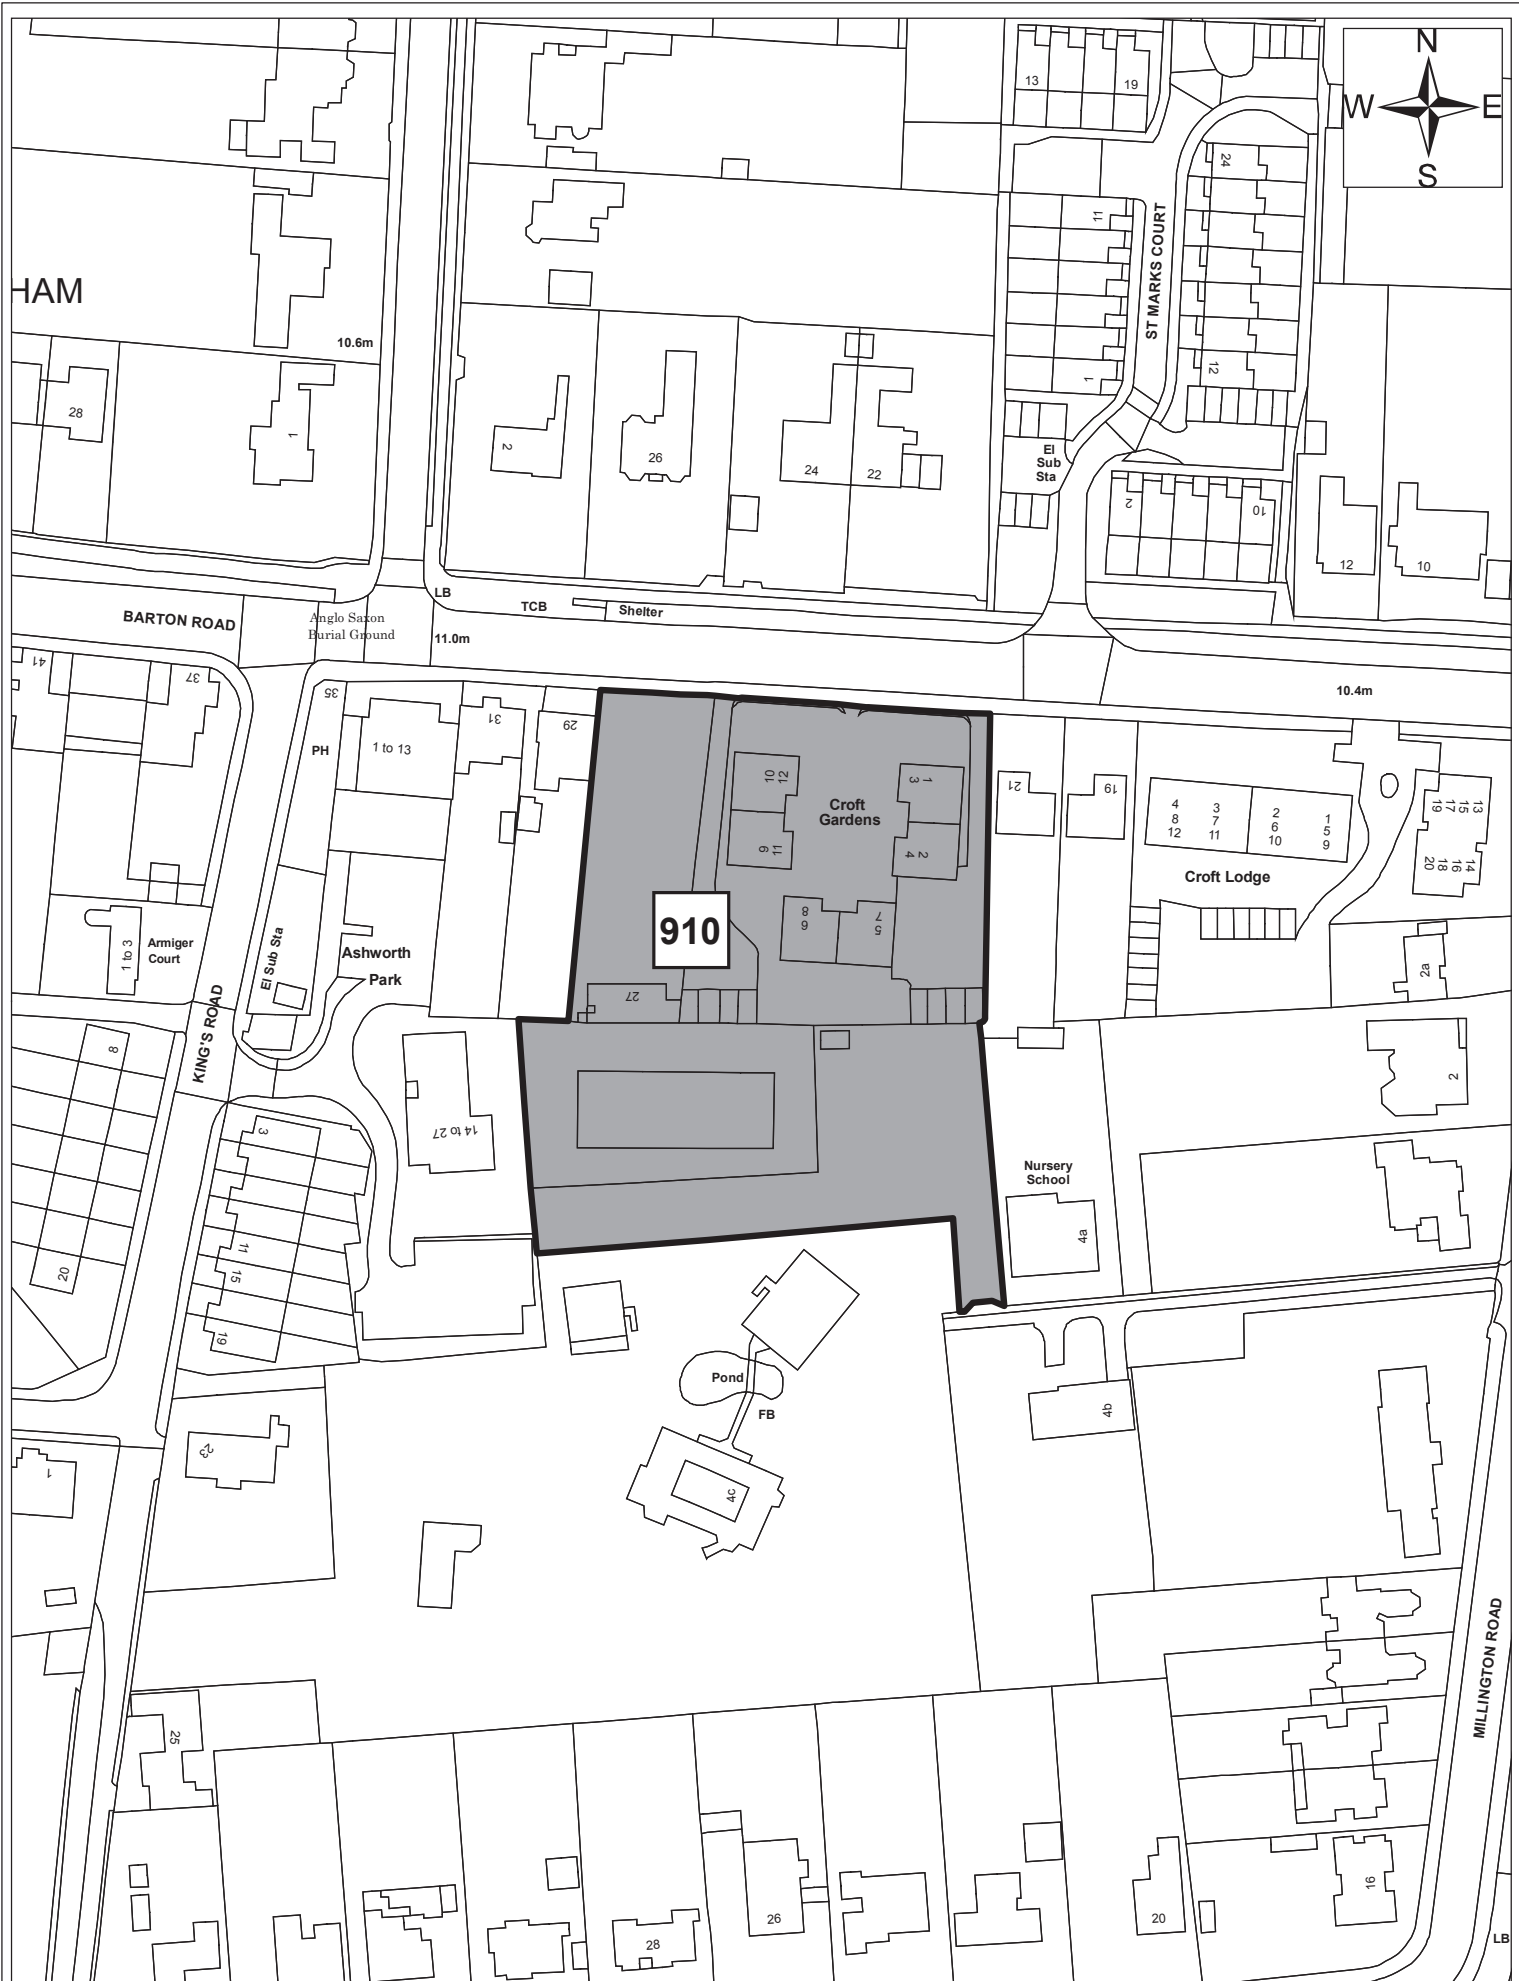 N
W
E
S
13
19
24
11
ST MARKS COURT
HAM
10.6m
28
1
2
26
24
22
1
12
El
Sub
Sta
2
10
12
10
BARTON ROAD
Anglo Saxon
Burial Ground
LB
11.0m
TCB
Shelter
10.4m
41
37
35
PH
1 to 13
31
29
10
12
9
11
Croft
Gardens
1
3
2
4
8
6
7
5
910
27
21
19
4
8
12
3
7
11
2
6
10
1
5
9
Croft Lodge
13
15
17
19
14
16
18
20
2a
1 to 3
Armiger
Court
El Sub Sta
Ashworth
Park
KING'S ROAD
8
20
3
11
15
19
14 to 27
2
Nursery
School
4a
4b
Pond
FB
4c
23
1
25
MILLINGTON ROAD
26
28
20
16
LB